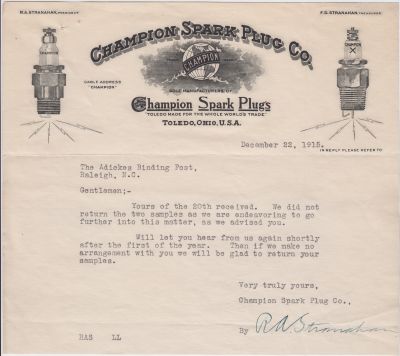 R.A. STRANAHAN, PRESIDENT
F.D. STRANAHAN, TREASURER
CHAMPION SPARK PLUG CO.
CHAMPION
CHAMPION
CABLE ADDRESS
"CHAMPION"
SOLE MANUFACTURERS OF
Champion Spark Plugs
"TOLEDO MADE FOR THE WHOLE WORLD'S TRADE"
TOLEDO, OHIO, U.S.A.
IN REPLY PLEASE REFER TO
December 22, 1915.
The Adickes Binding Post,
Raleigh, N.C.
Gentlemen;-
Yours of the 20th received. We did not
return the two samples as we are endeavoring to go
further into this matter, as we advised you.
Will let you hear from us again shortly
after the first of the year. Then if we make no
arrangement with you we will be glad to return your
samples.
Very truly yours,
Champion Spark Plug Co.,
By R.A. Stranahan
RAS LL